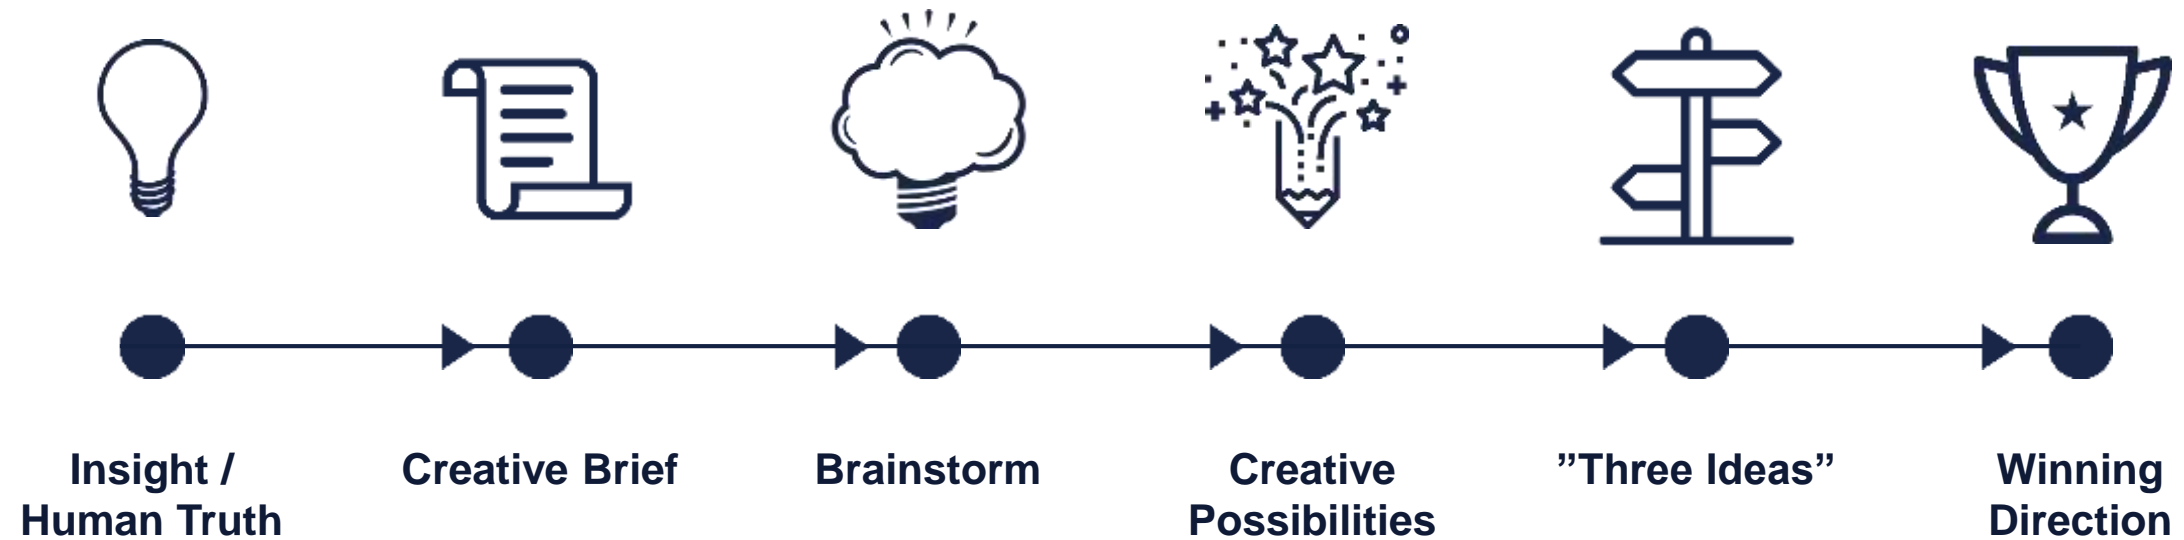 Insight /
Human Truth
Creative Brief
Brainstorm
Creative
Possibilities
”Three Ideas”
Winning
Direction